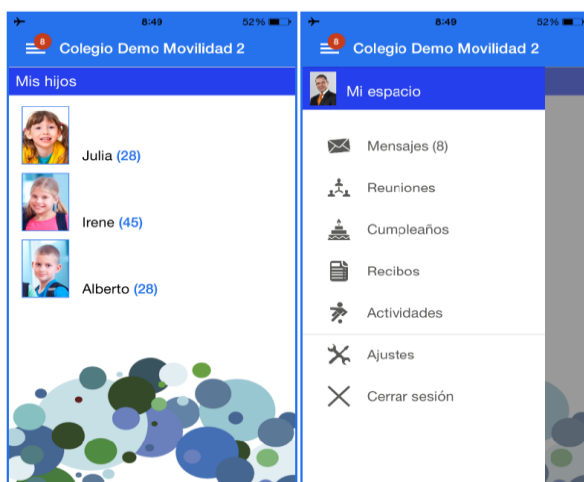 8:49
52%
8
Colegio Demo Movilidad 2
Mis hijos
Julia (28)
Irene (45)
Alberto (28)
8:49
52%
8
Colegio Demo Movilidad 2
Mi espacio
Mensajes (8)
Reuniones
Cumpleaños
Recibos
Actividades
Ajustes
Cerrar sesión